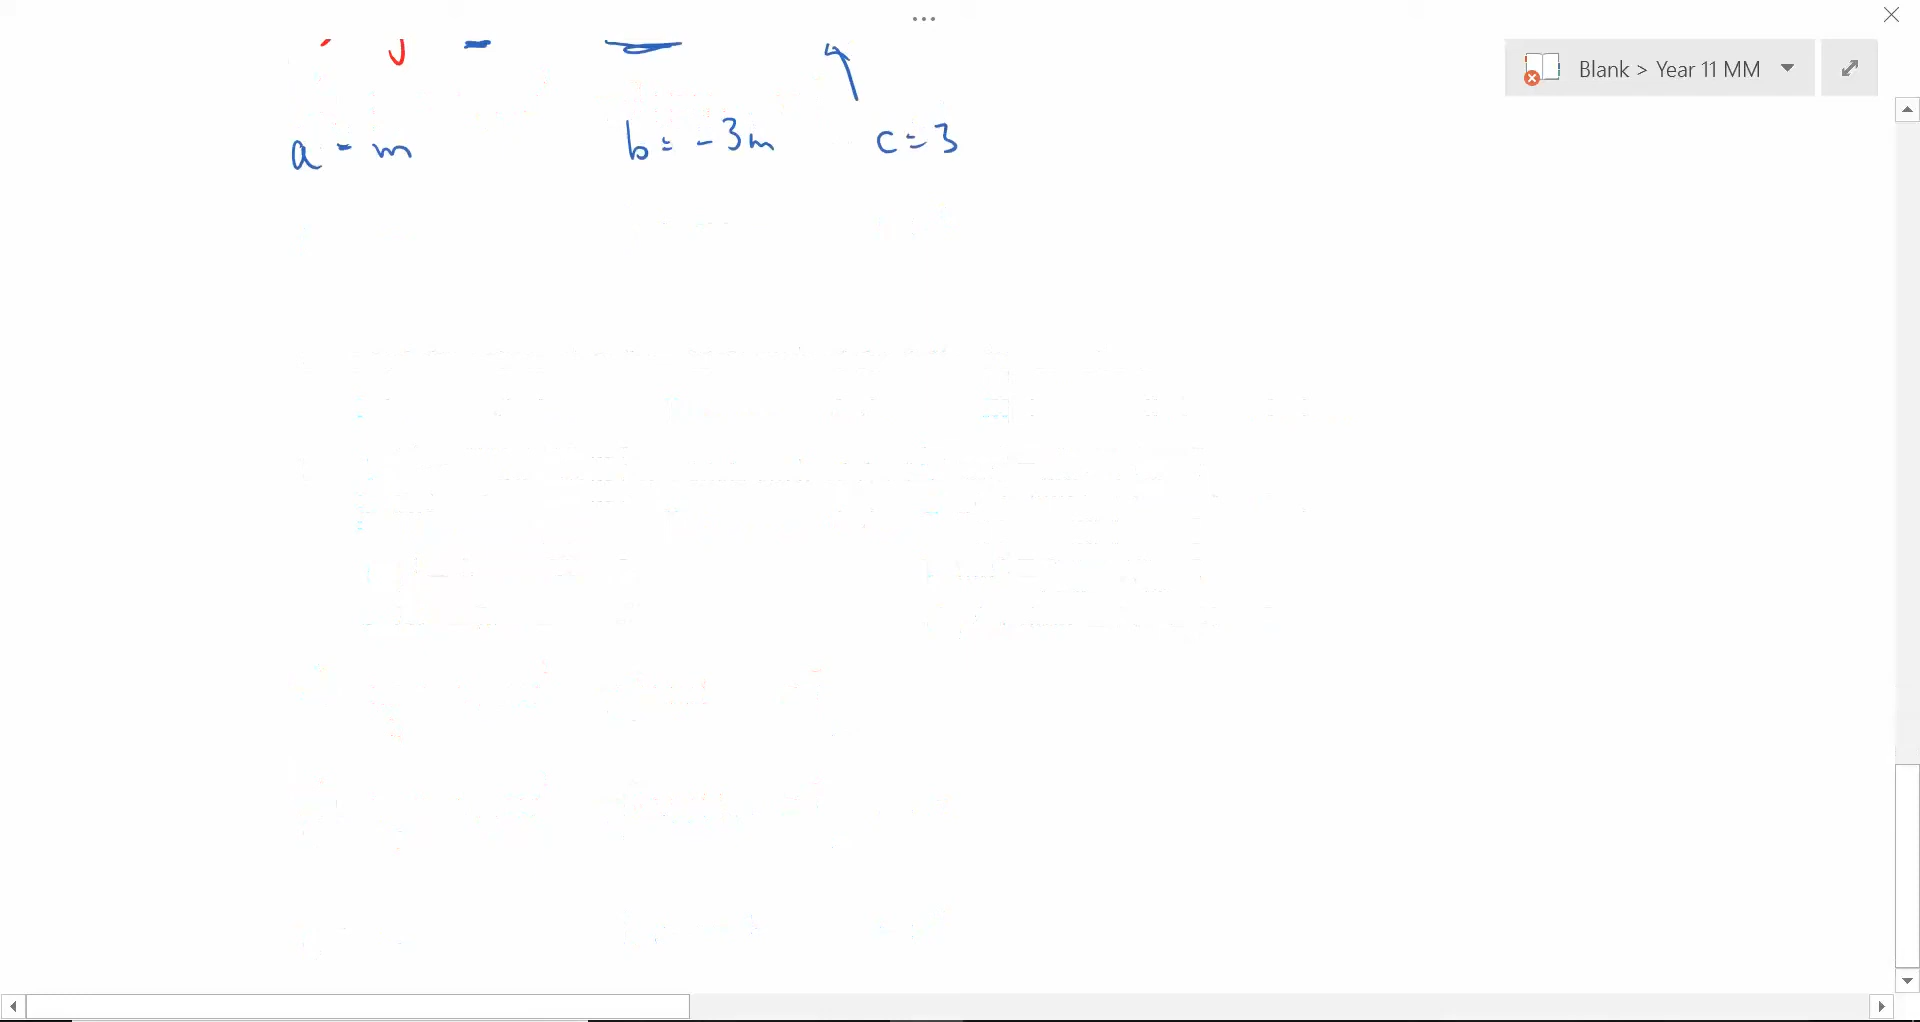 Blank > Year 11 MM
a = m b = -3m c = 3